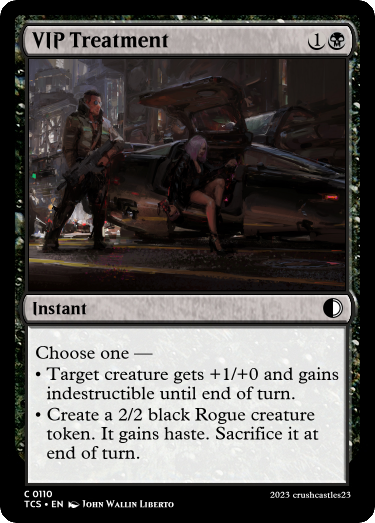 VIP Treatment 1
Instant
Choose one —
• Target creature gets +1/+0 and gains
indestructible until end of turn.
• Create a 2/2 black Rogue creature
token. It gains haste. Sacrifice it at
end of turn.
C 0110
TCS • EN John Wallin Liberto
2023 crushcastles23